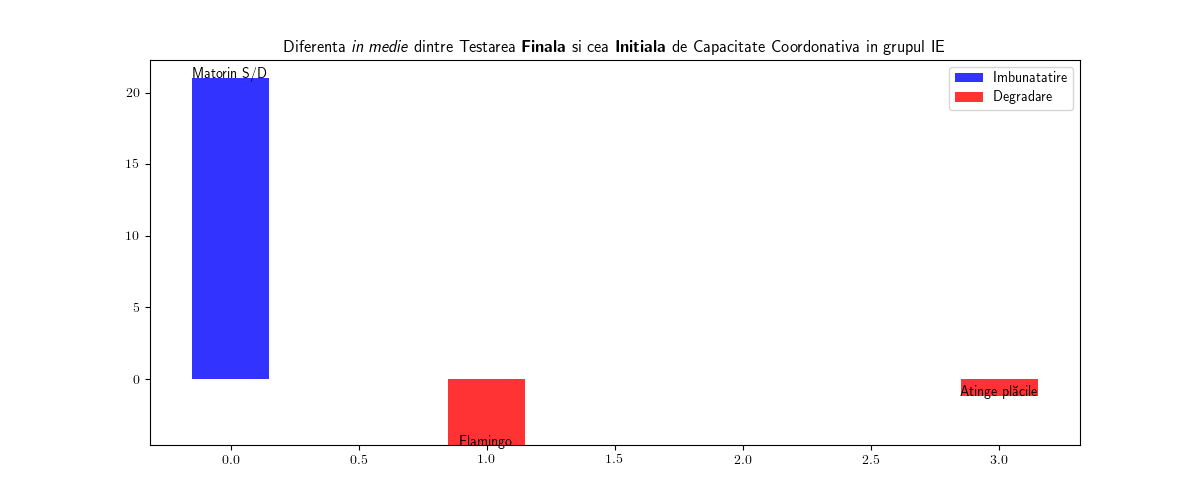 Diferenta in medie dintre Testarea Finala si cea Initiala de Capacitate Coordonativa in grupul IE
Matorin S/D
Imbunatatire
Degradare
20
15
10
5
0
Atinge plăcile
Flamingo
0.0 0.5 1.0 1.5 2.0 2.5 3.0